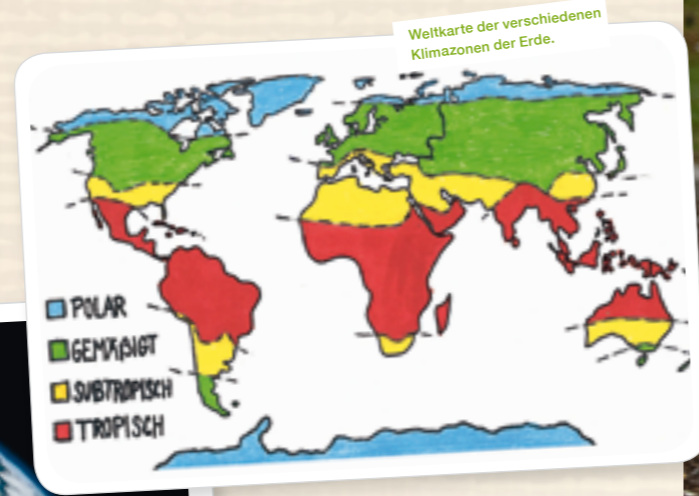 Weltkarte der verschiedenen
Klimazonen der Erde.
POLAR
GEMÄẞIGT
SUBTROPISCH
TROPISCH